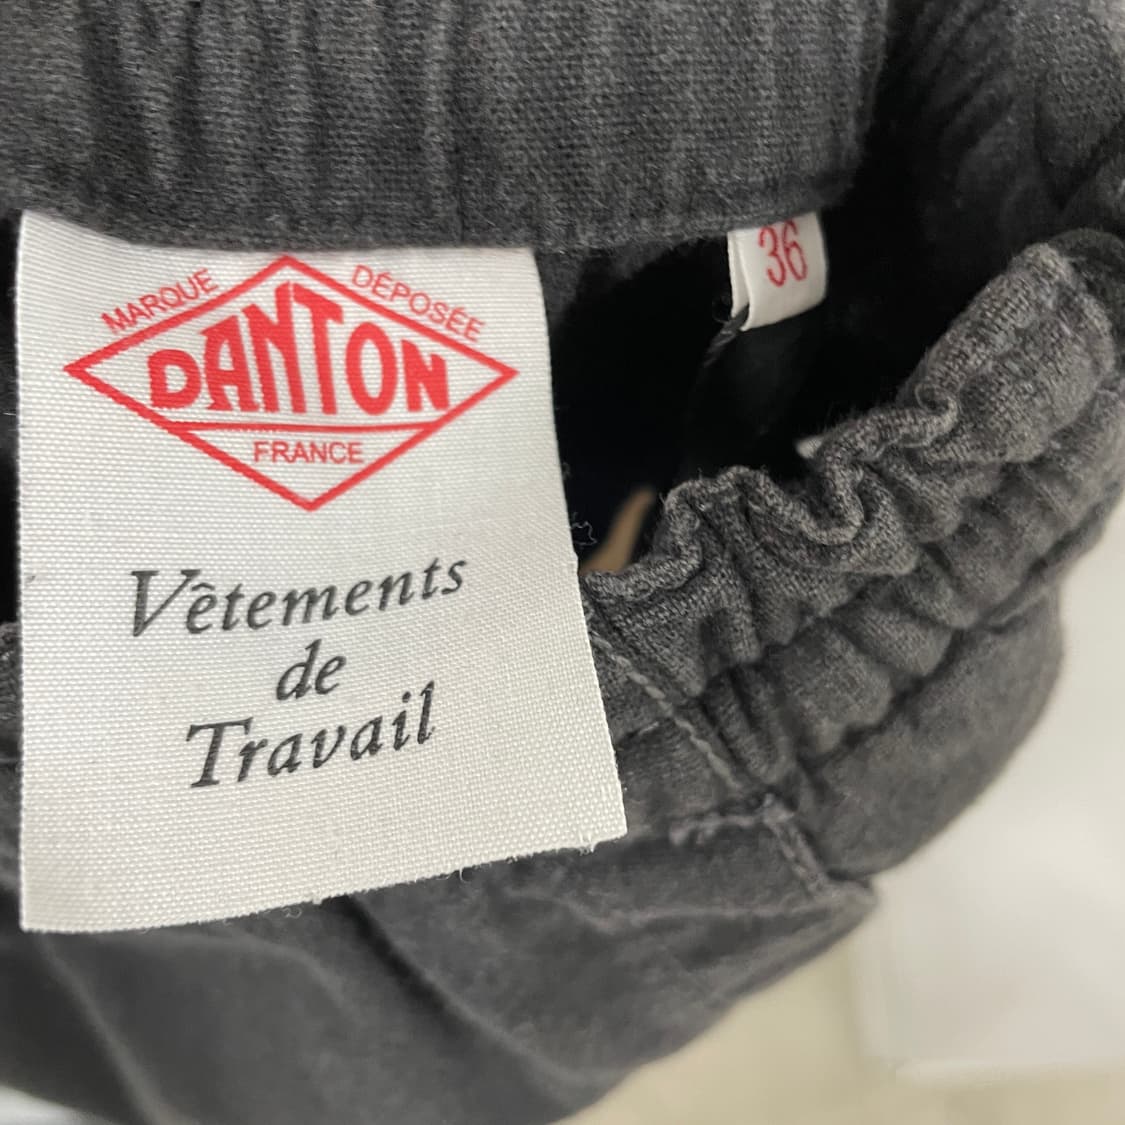 MARQUE DÉPOSÉE
DANTON
FRANCE
Vêtements
de
Travail
36